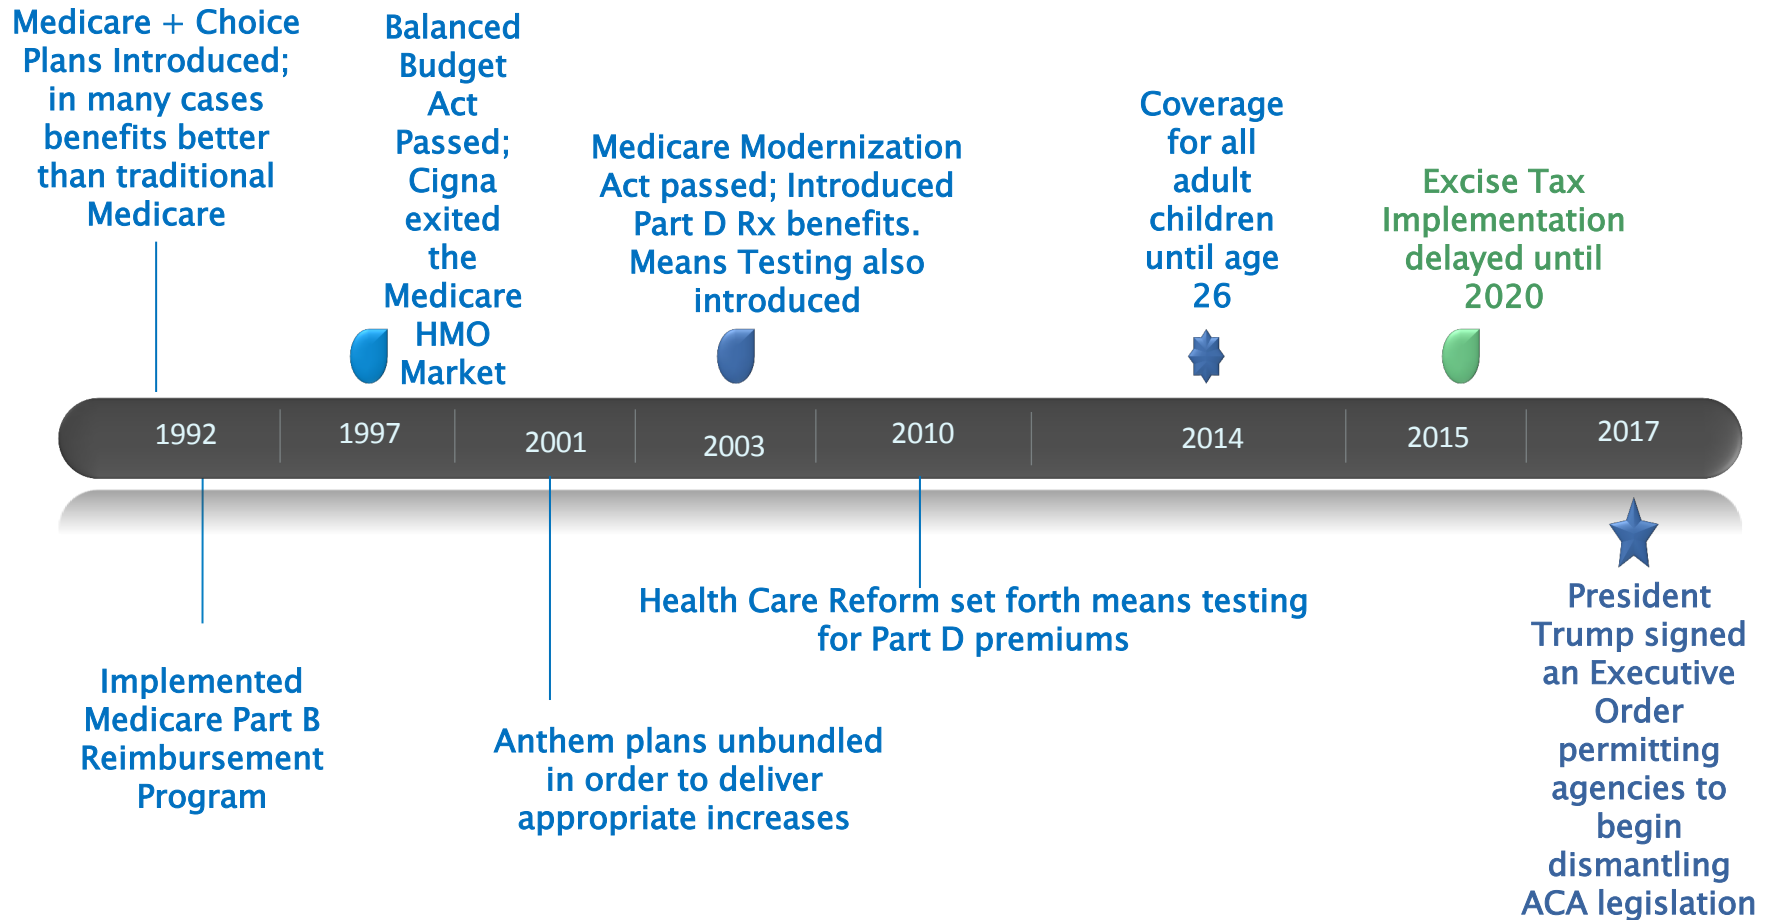 Medicare + Choice
Plans Introduced;
in many cases
benefits better
than traditional
Medicare
Balanced
Budget
Act
Passed;
Cigna
exited
the
Medicare
HMO
Market
Medicare Modernization
Act passed; Introduced
Part D Rx benefits.
Means Testing also
introduced
Coverage
for all
adult
children
until age
26
Excise Tax
Implementation
delayed until
2020
1992
1997
2001
2003
2010
2014
2015
2017
Implemented
Medicare Part B
Reimbursement
Program
Anthem plans unbundled
in order to deliver
appropriate increases
Health Care Reform set forth means testing
for Part D premiums
President
Trump signed
an Executive
Order
permitting
agencies to
begin
dismantling
ACA legislation